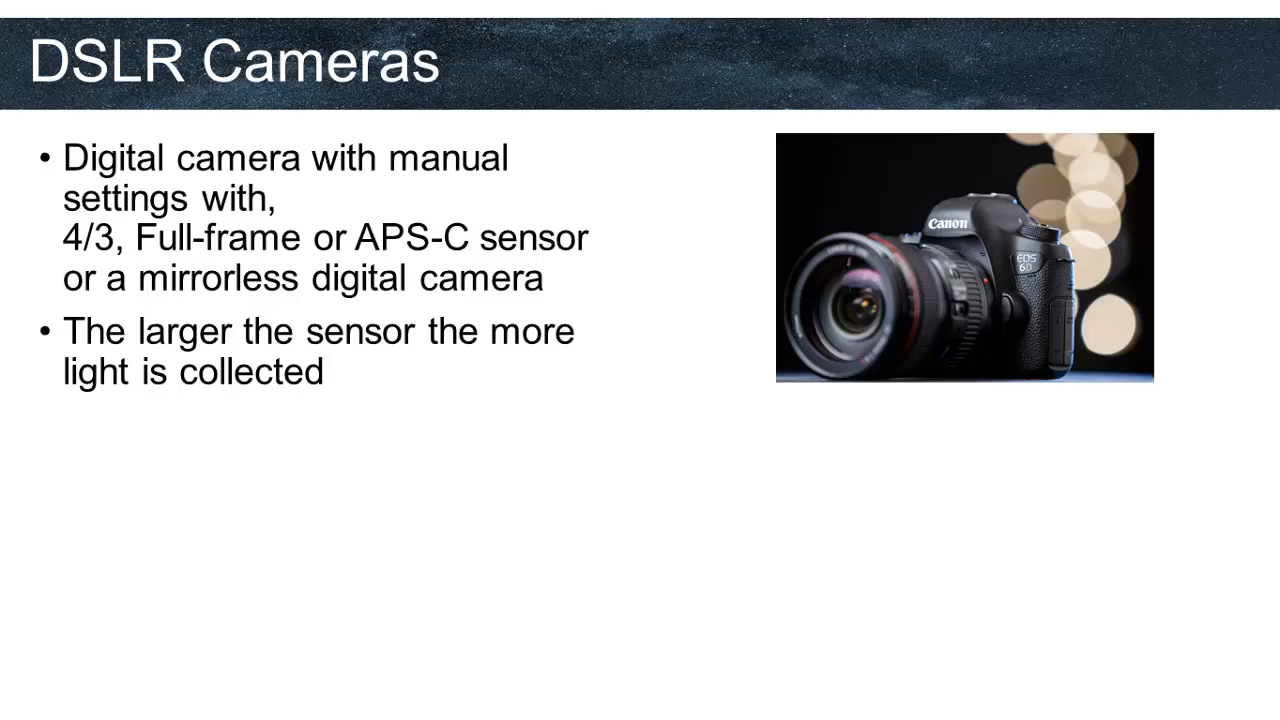 DSLR Cameras
• Digital camera with manual
settings with,
4/3, Full-frame or APS-C sensor
or a mirrorless digital camera
• The larger the sensor the more
light is collected
Canon
EOS
6D